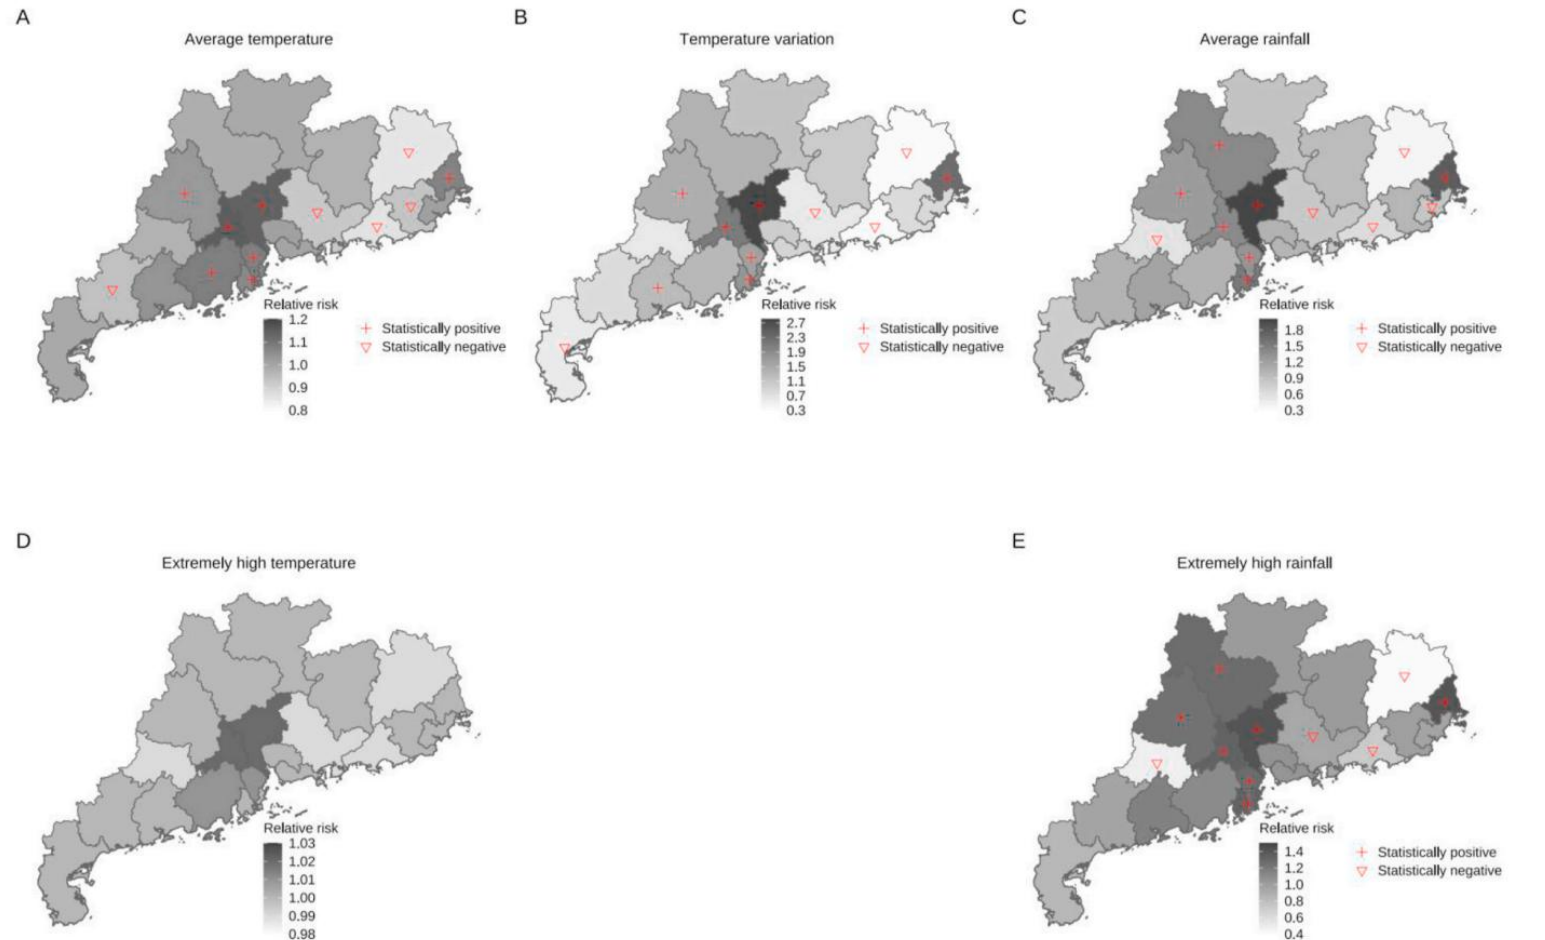 A
Average temperature
Relative risk
1.2
1.1
1.0
0.9
0.8
Statistically positive
Statistically negative
B
Temperature variation
Relative risk
2.7
2.3
1.9
1.5
1.1
0.7
0.3
Statistically positive
Statistically negative
C
Average rainfall
Relative risk
1.8
1.5
1.2
0.9
0.6
0.3
Statistically positive
Statistically negative
D
Extremely high temperature
Relative risk
1.03
1.02
1.01
1.00
0.99
0.98
E
Extremely high rainfall
Relative risk
1.4
1.2
1.0
0.8
0.6
0.4
Statistically positive
Statistically negative